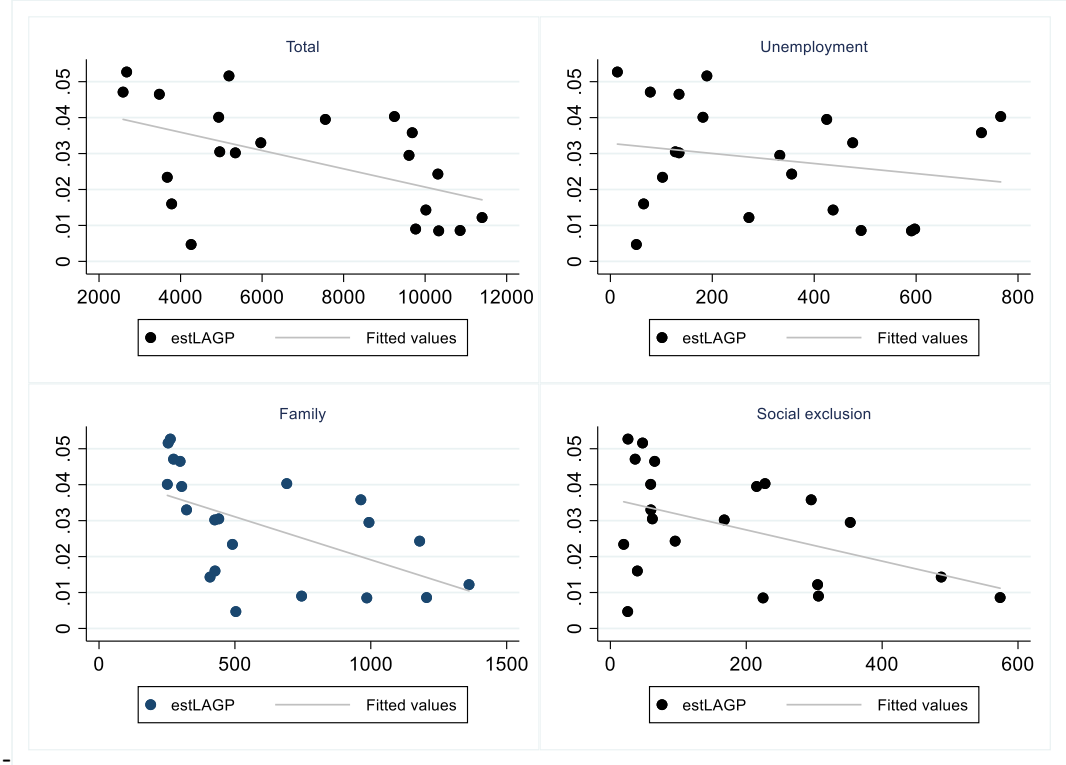 Total
.05
.04
.03
.02
.01
0
2000 4000 6000 8000 10000 12000
estLAGP Fitted values
Unemployment
.05
.04
.03
.02
.01
0
0 200 400 600 800
estLAGP Fitted values
Family
.05
.04
.03
.02
.01
0
0 500 1000 1500
estLAGP Fitted values
Social exclusion
.05
.04
.03
.02
.01
0
0 200 400 600
estLAGP Fitted values
-